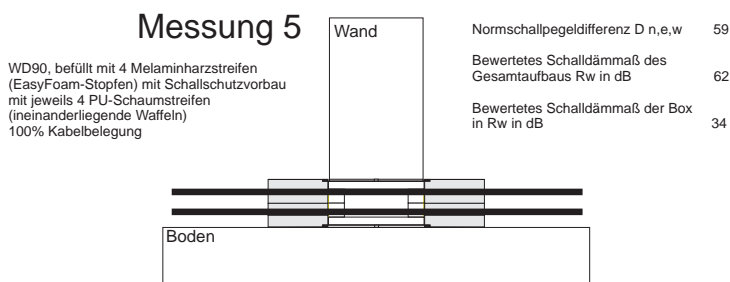 Messung 5
WD90, befüllt mit 4 Melaminharzstreifen
(EasyFoam-Stopfen) mit Schallschutzvorbau
mit jeweils 4 PU-Schaumstreifen
(ineinanderliegende Waffeln)
100% Kabelbelegung
Wand
Normschallpegeldifferenz D n,e,w 59
Bewertetes Schalldämmaß des
Gesamtaufbaus Rw in dB 62
Bewertetes Schalldämmaß der Box
in Rw in dB 34
Boden